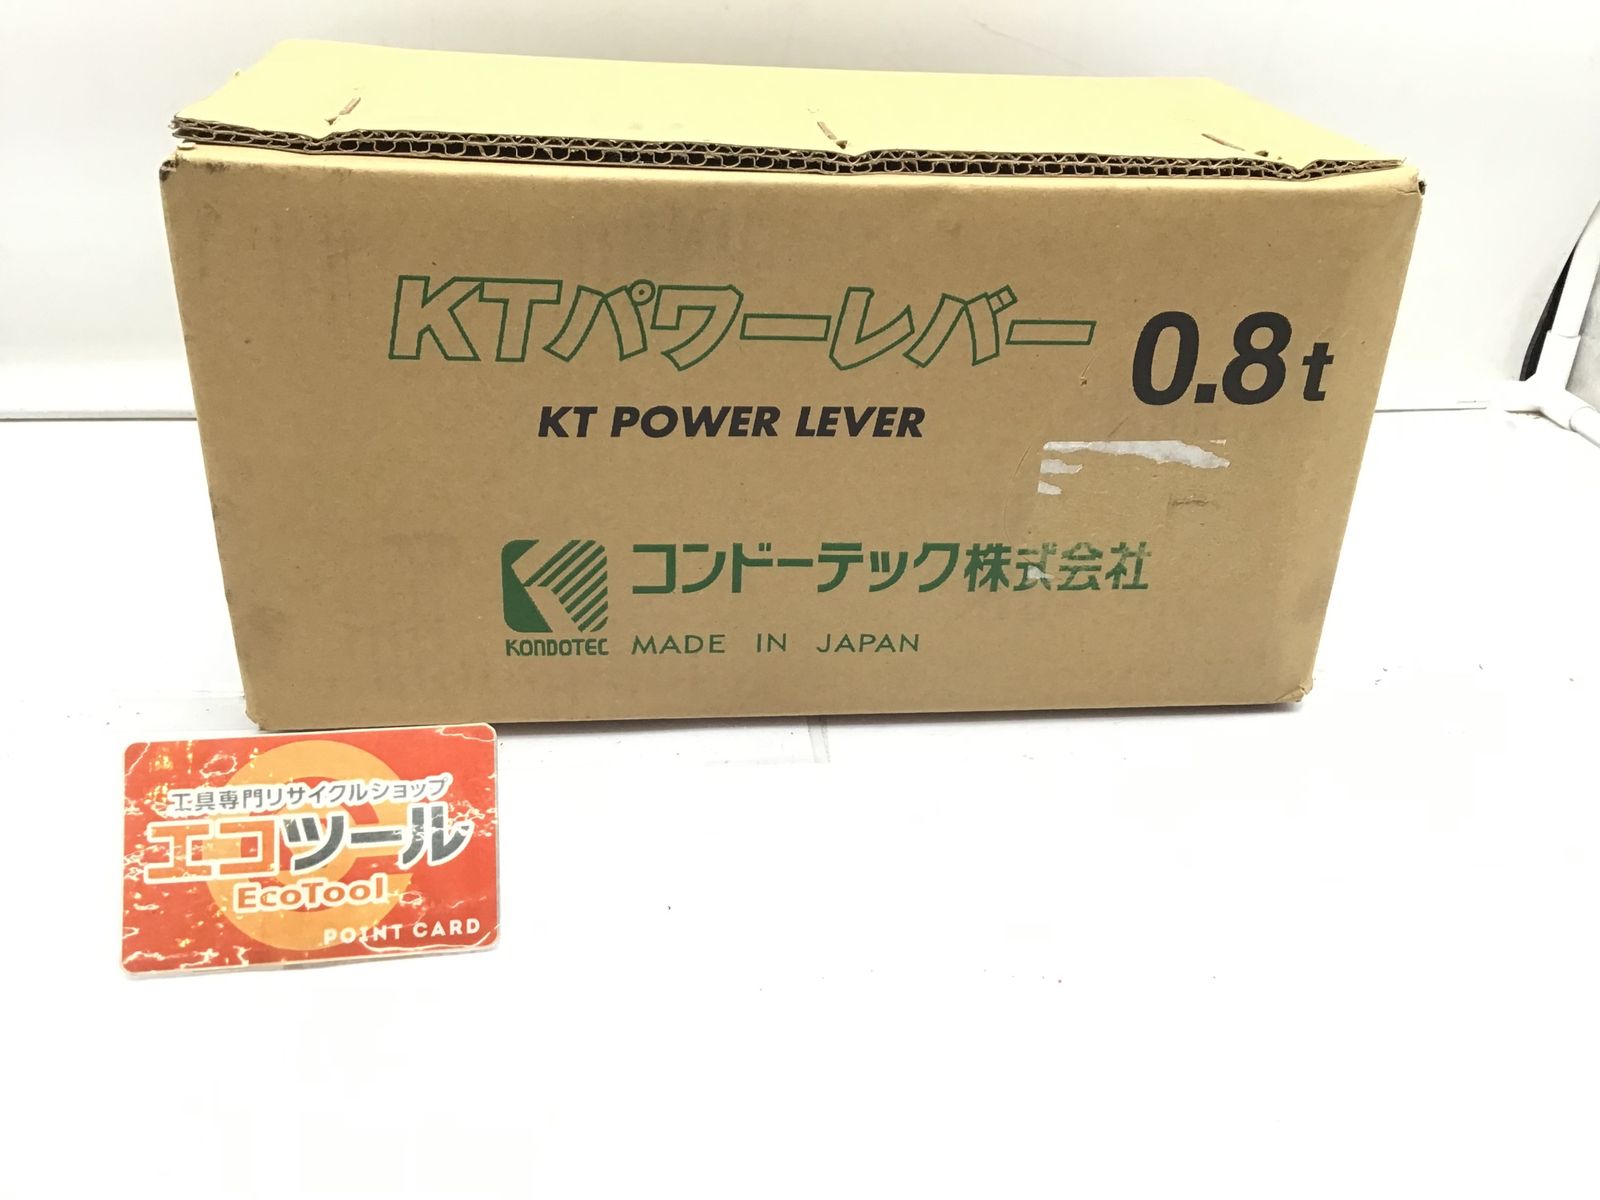 KTパワーレバー 0.8t
KT POWER LEVER
コンドーテック株式会社
KONDOTEC MADE IN JAPAN
工具専門リサイクルショップ
エコツール
EcoTool
POINT CARD